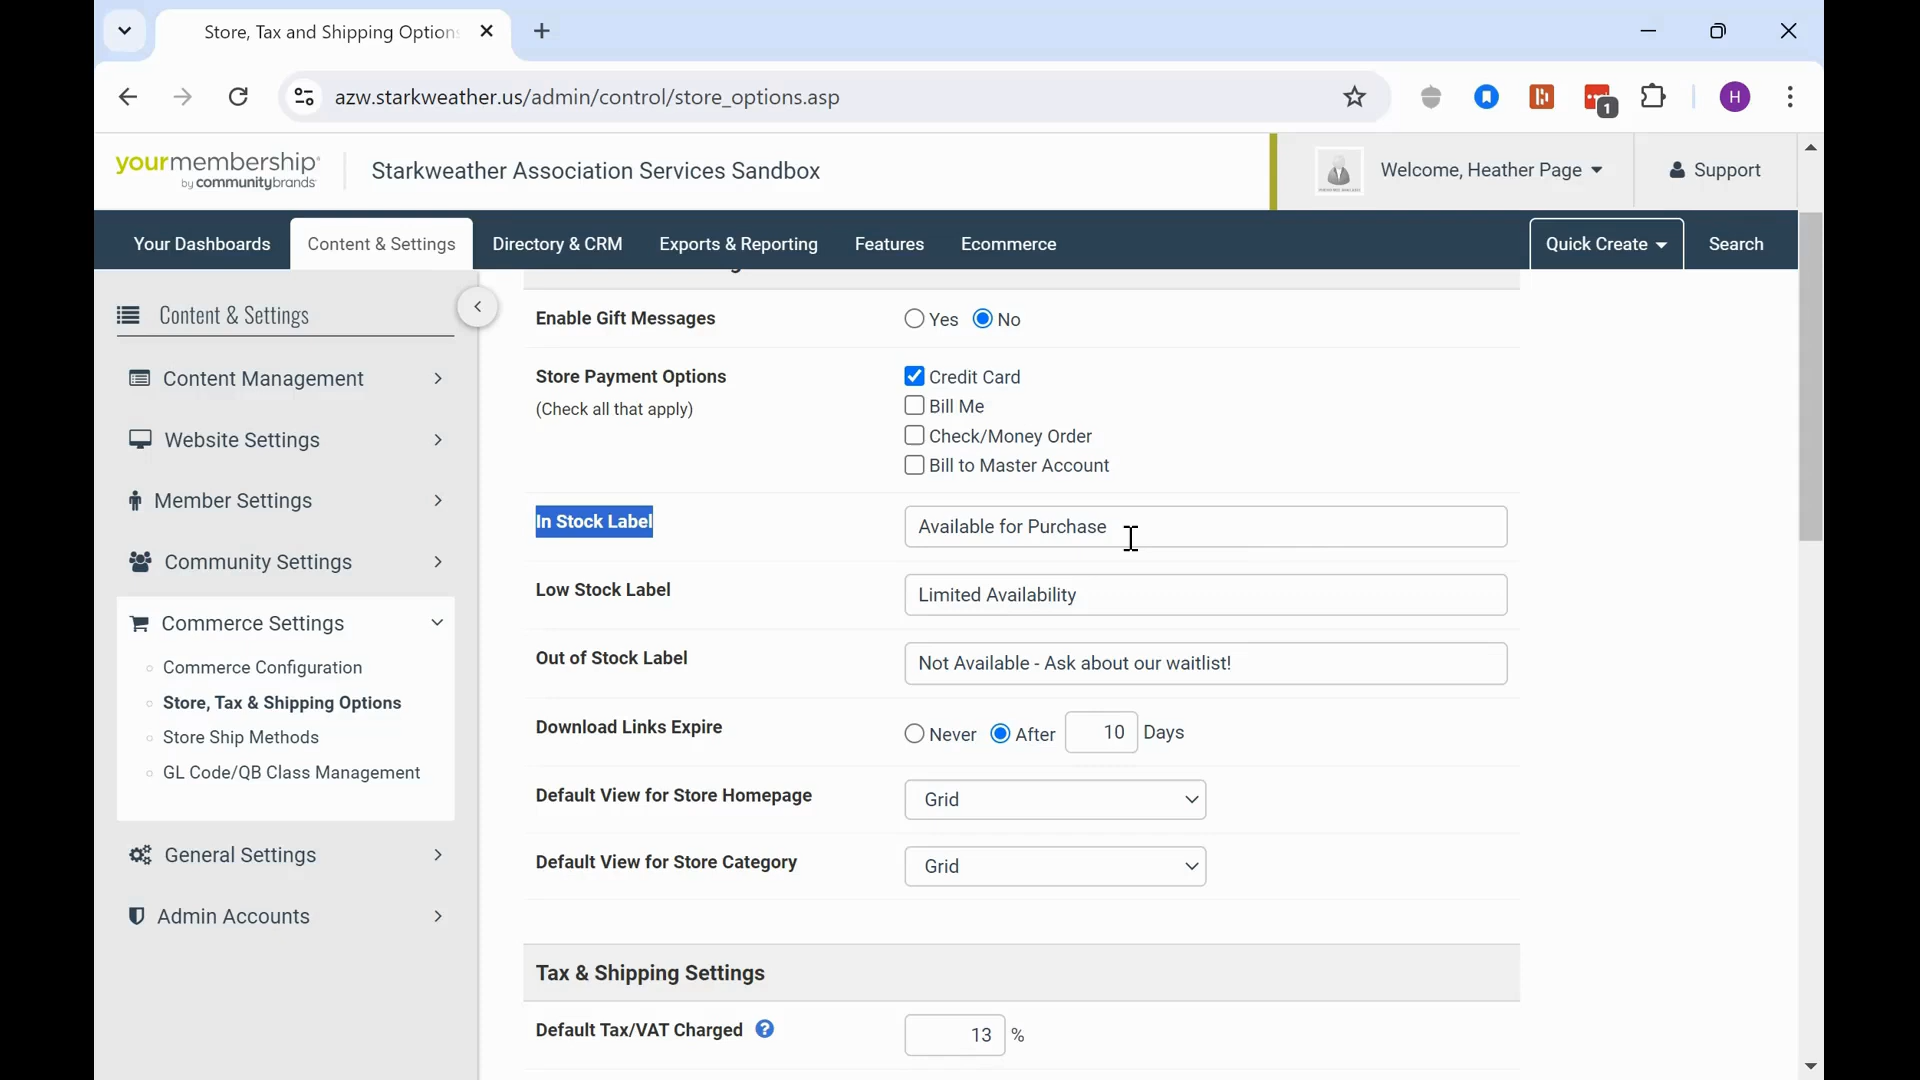 Store, Tax and Shipping Option
azw.starkweather.us/admin/control/store_options.asp
1
H
yourmembership
by communitybrands
Starkweather Association Services Sandbox
Welcome, Heather Page
Support
Your Dashboards
Content & Settings
Directory & CRM
Exports & Reporting
Features
Ecommerce
Quick Create
Search
Content & Settings
Content Management
Website Settings
Member Settings
Community Settings
Commerce Settings
Commerce Configuration
Store, Tax & Shipping Options
Store Ship Methods
GL Code/QB Class Management
General Settings
Admin Accounts
Enable Gift Messages
Yes No
Store Payment Options
(Check all that apply)
Credit Card
Bill Me
Check/Money Order
Bill to Master Account
In Stock Label
Available for Purchase
Low Stock Label
Limited Availability
Out of Stock Label
Not Available - Ask about our waitlist!
Download Links Expire
Never After 10 Days
Default View for Store Homepage
Grid
Default View for Store Category
Grid
Tax & Shipping Settings
Default Tax/VAT Charged ?
13 %